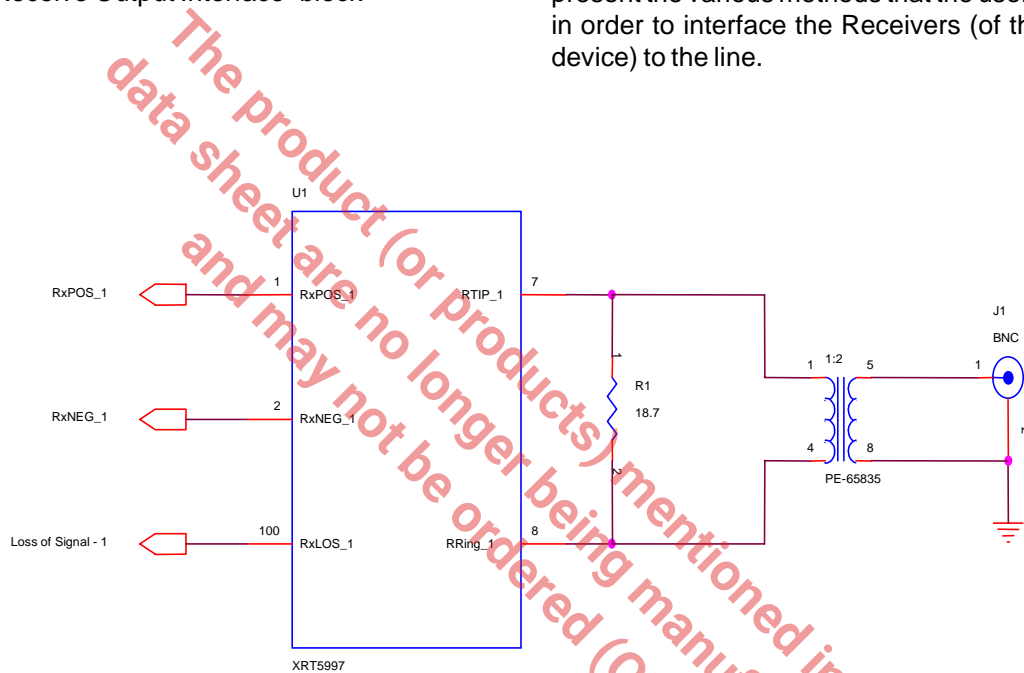 Receive Output Interface" block
present the various methods that the user
in order to interface the Receivers (of th
device) to the line.
The product (or products) mentioned in
data sheet are no longer being manuf
and may not be ordered (O
U1
RxPOS_1
1
RxPOS_1
RTIP_1
7
RxNEG_1
2
RxNEG_1
Loss of Signal - 1
100
RxLOS_1
RRing_1
8
XRT5997
1
R1
18.7
2
1
1:2
5
4
8
PE-65835
J1
BNC
1
2